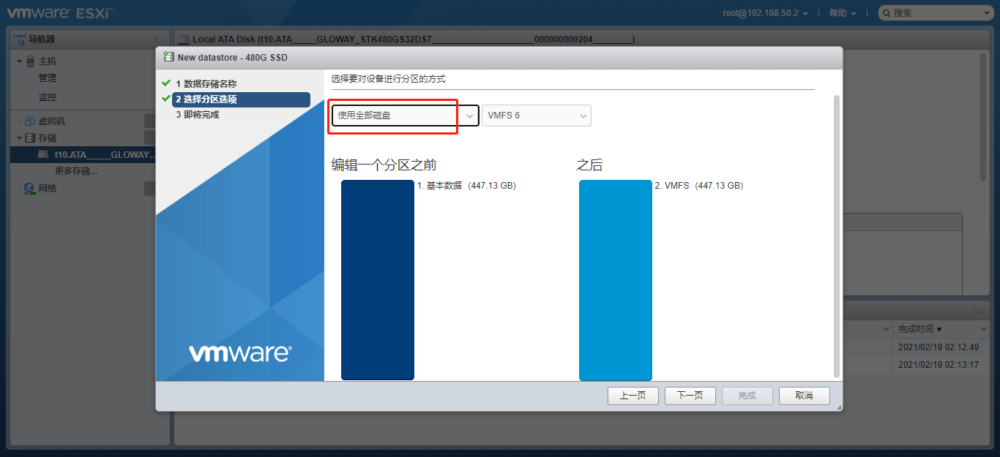 vmware ESXi™
root@192.168.50.2
|
帮助
|
搜索
导航器
主机
管理
监控
虚拟机
存储
t10.ATA_____GLOWAY...
更多存储...
网络
Local ATA Disk (t10.ATA_____GLOWAY_STK480GS32DS7_____________________000000000204________)
New datastore - 480G SSD
1 数据存储名称
2 选择分区选项
3 即将完成
vmware®
选择要对设备进行分区的方式
使用全部磁盘
VMFS 6
编辑一个分区之前
之后
1. 基本数据 (447.13 GB)
2. VMFS (447.13 GB)
上一页
下一页
完成
取消
完成时间
2021/02/19 02:12:49
2021/02/19 02:13:17